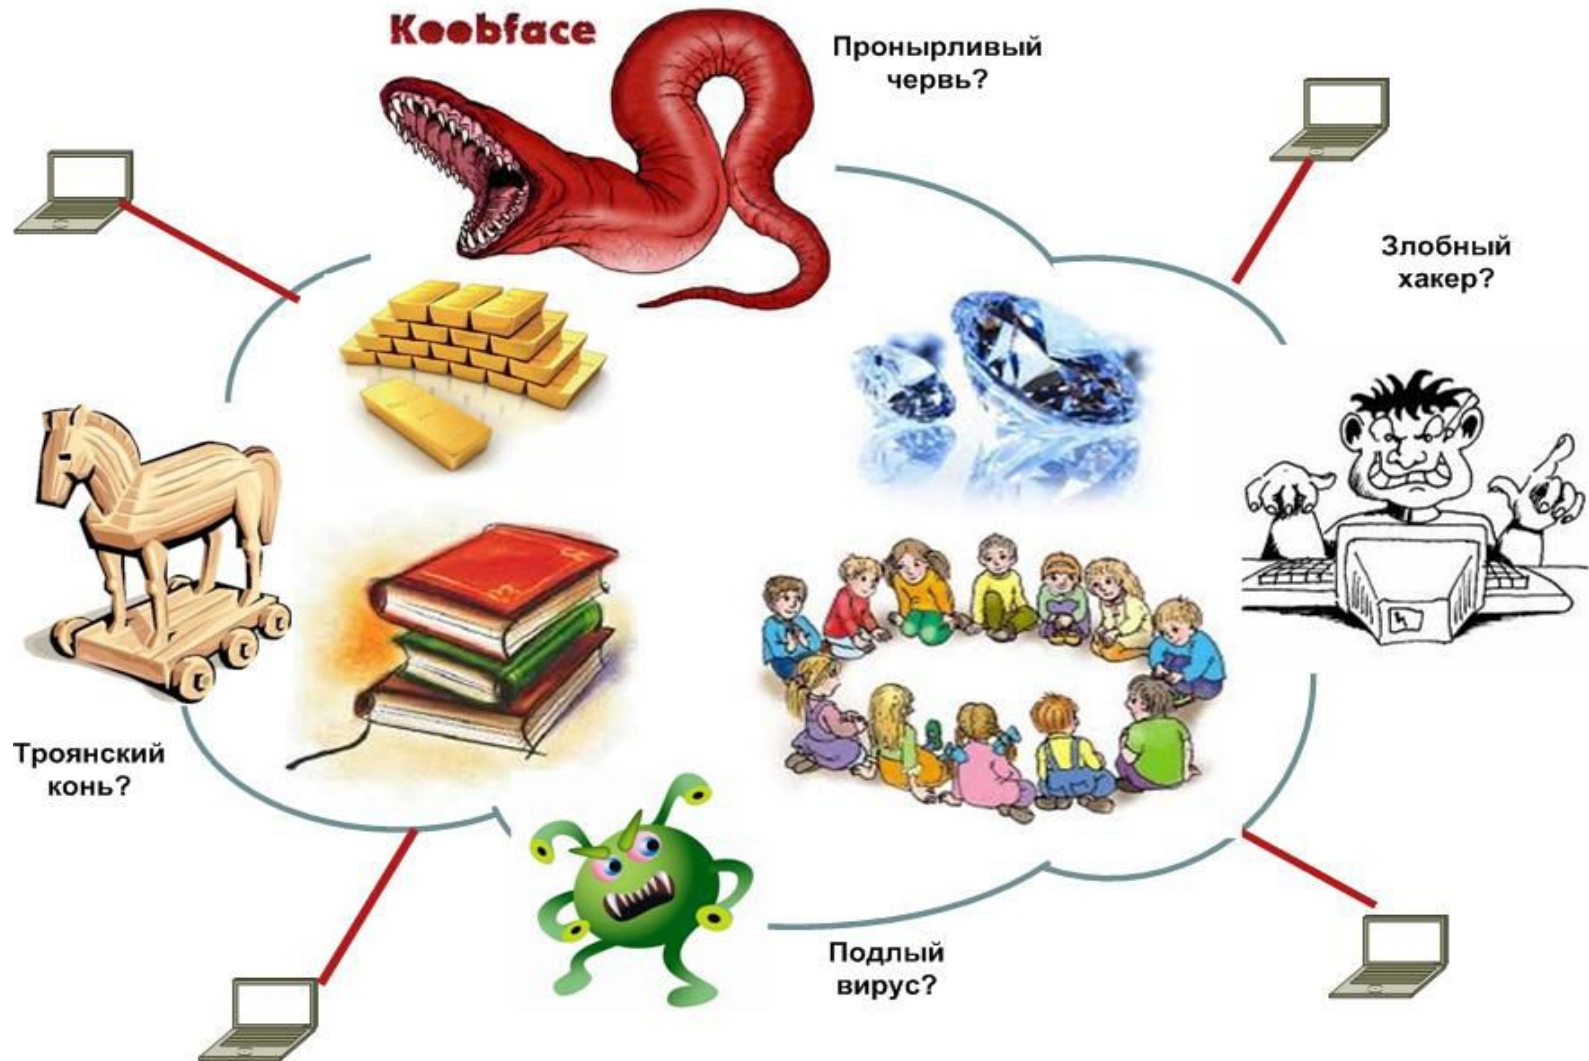 Koobface
Пронырливый
червь?
Злобный
хакер?
Троянский
конь?
Подлый
вирус?